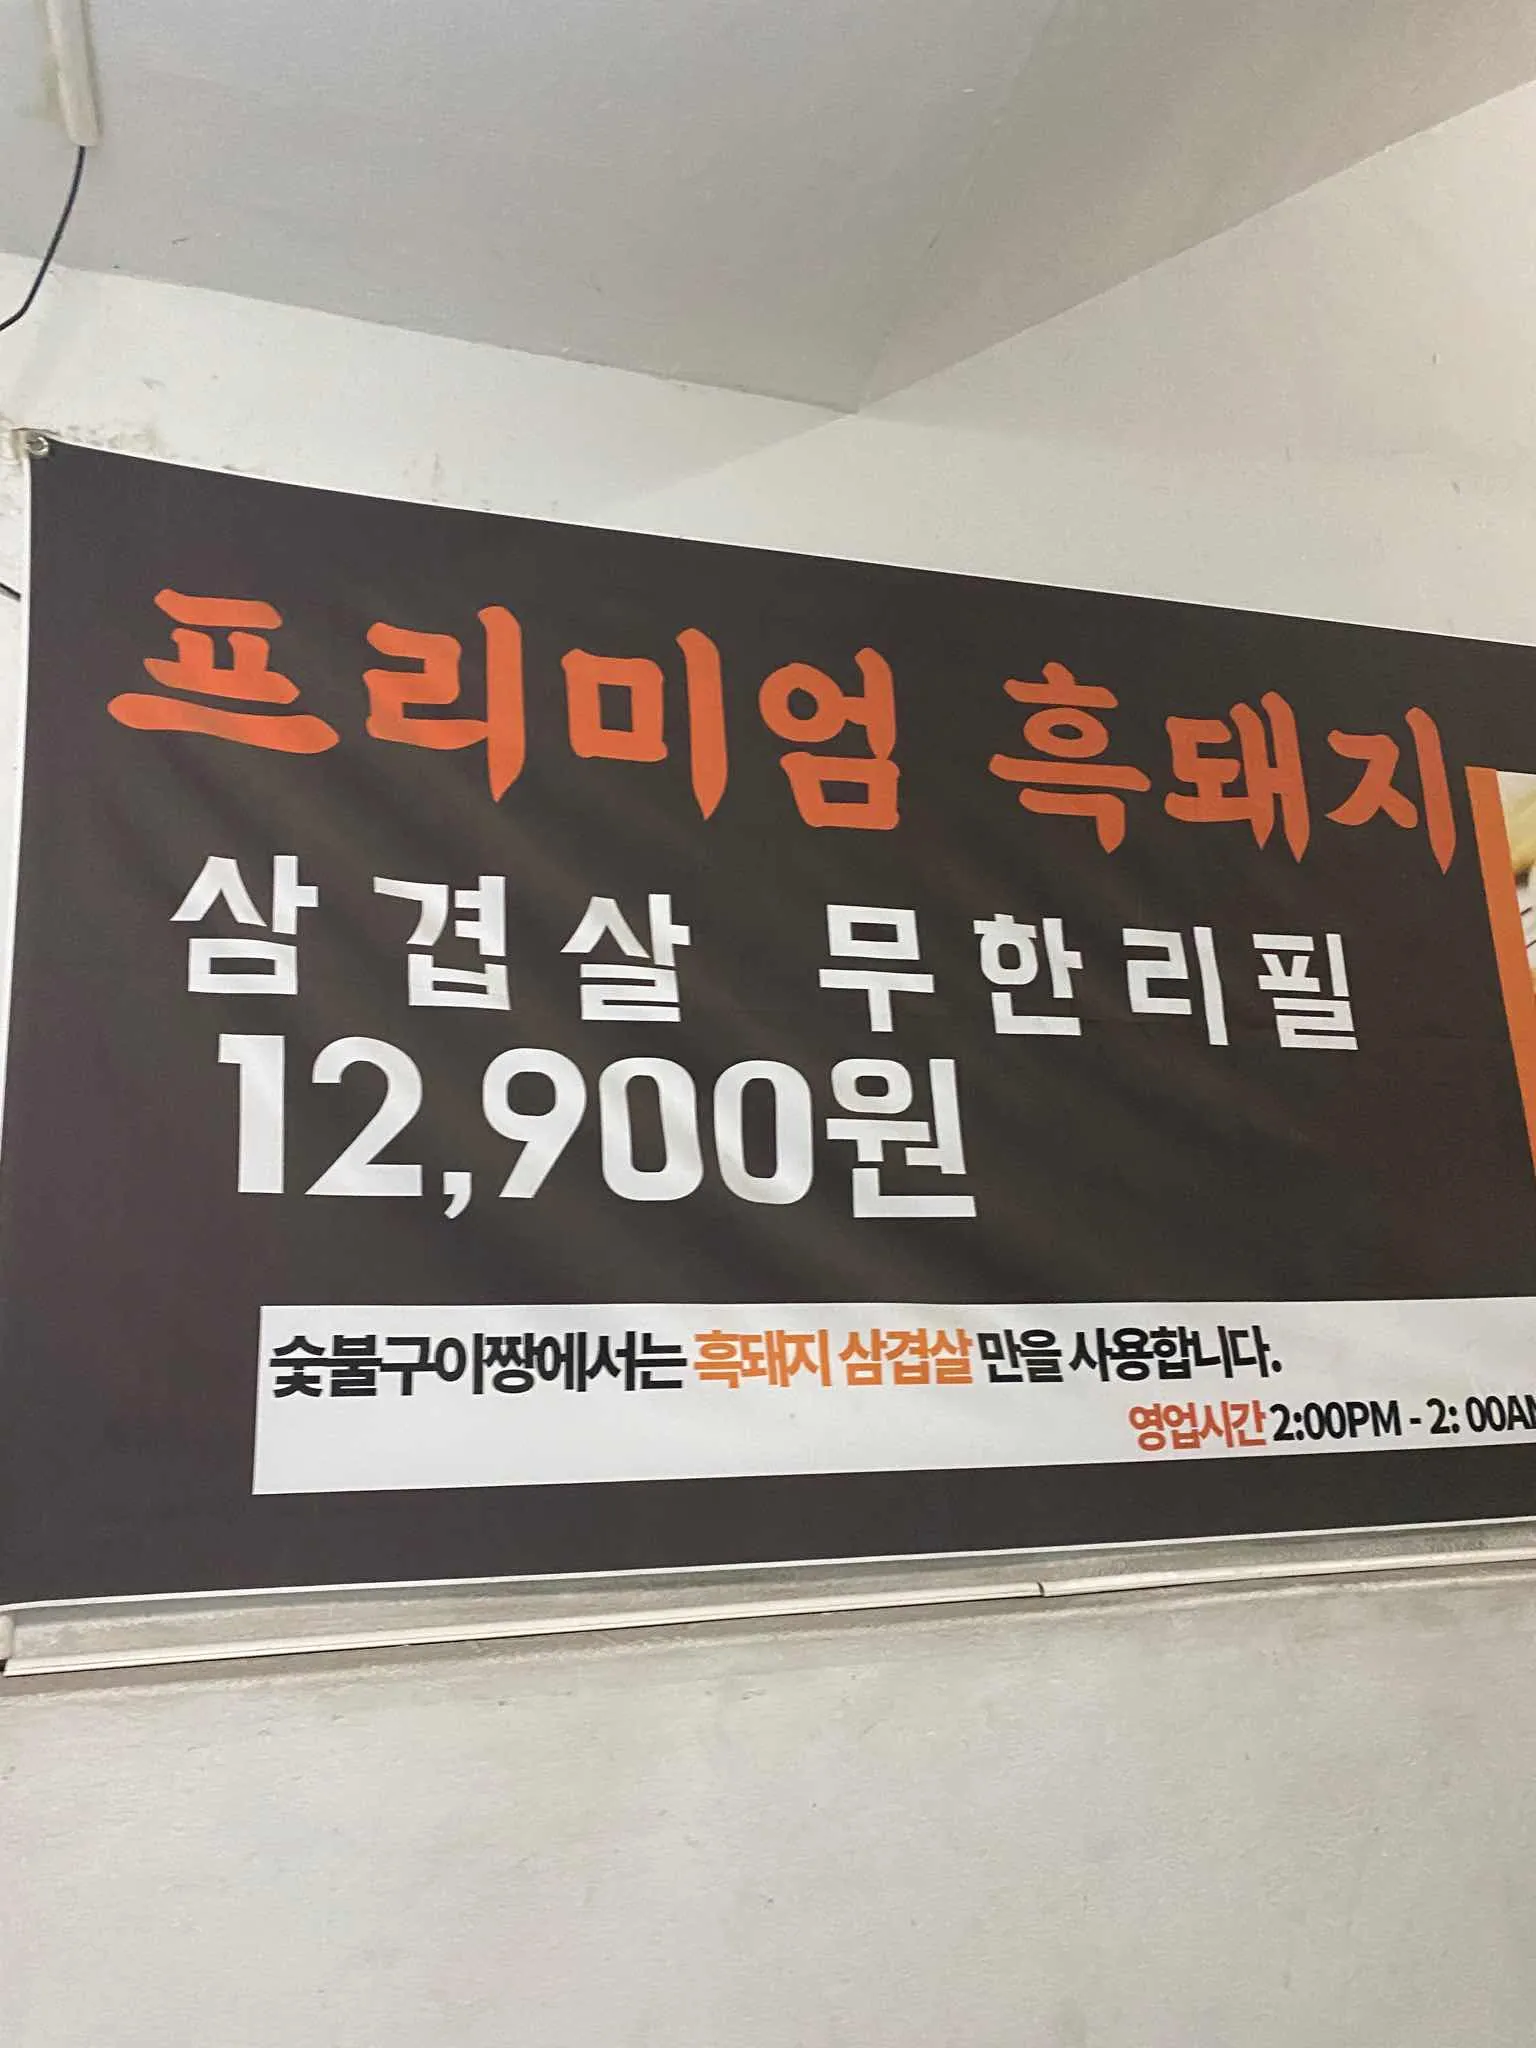 프리미엄 흑돼지
삼겹살 무한리필
12,900원
숯불구이짱에서는 흑돼지 삼겹살 만을 사용합니다.
영업시간 2:00PM - 2: 00AM